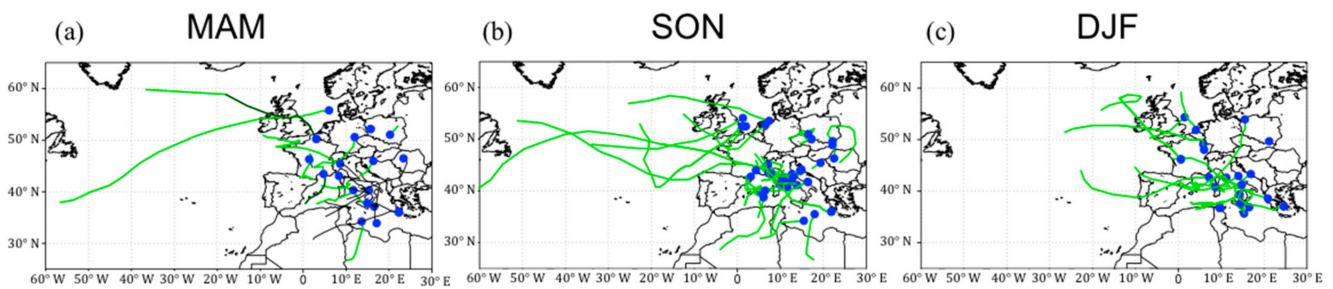 (a) MAM (b) SON (c) DJF
60° N 60° N 60° N
50° N 50° N 50° N
40° N 40° N 40° N
30° N 30° N 30° N
60° W 50° W 40° W 30° W 20° W 10° W 0 10° E 20° E 30° E 60° W 50° W 40° W 30° W 20° W 10° W 0 10° E 20° E 30° E 60° W 50° W 40° W 30° W 20° W 10° W 0 10° E 20° E 30° E